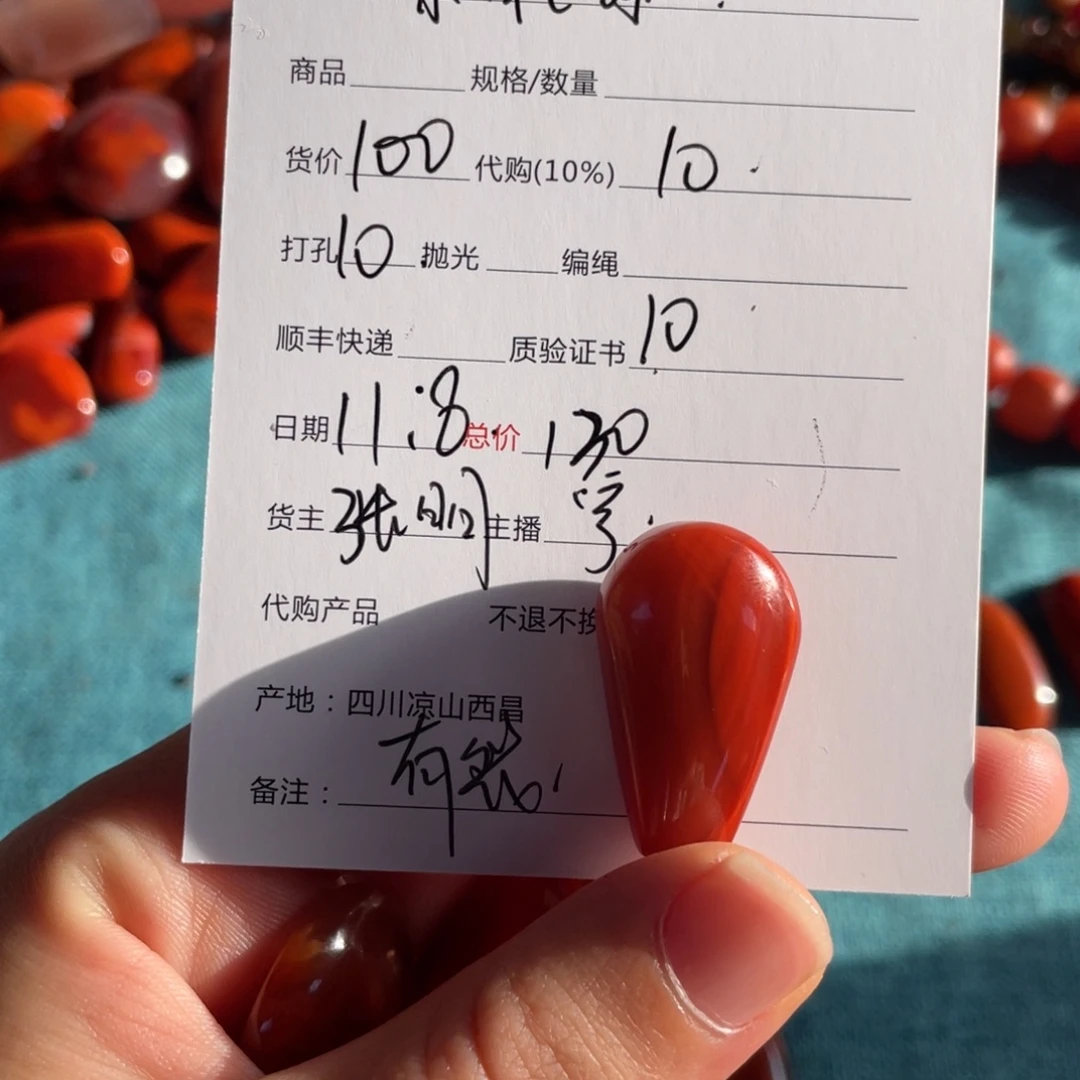 商品 规格/数量
货价 100 代购(10%) 10
打孔 10 抛光 编绳
顺丰快递 质验证书 10
日期 11.8 总价 130
货主 张明 主播
代购产品 不退不换
产地：四川凉山西昌
备注： 有裂